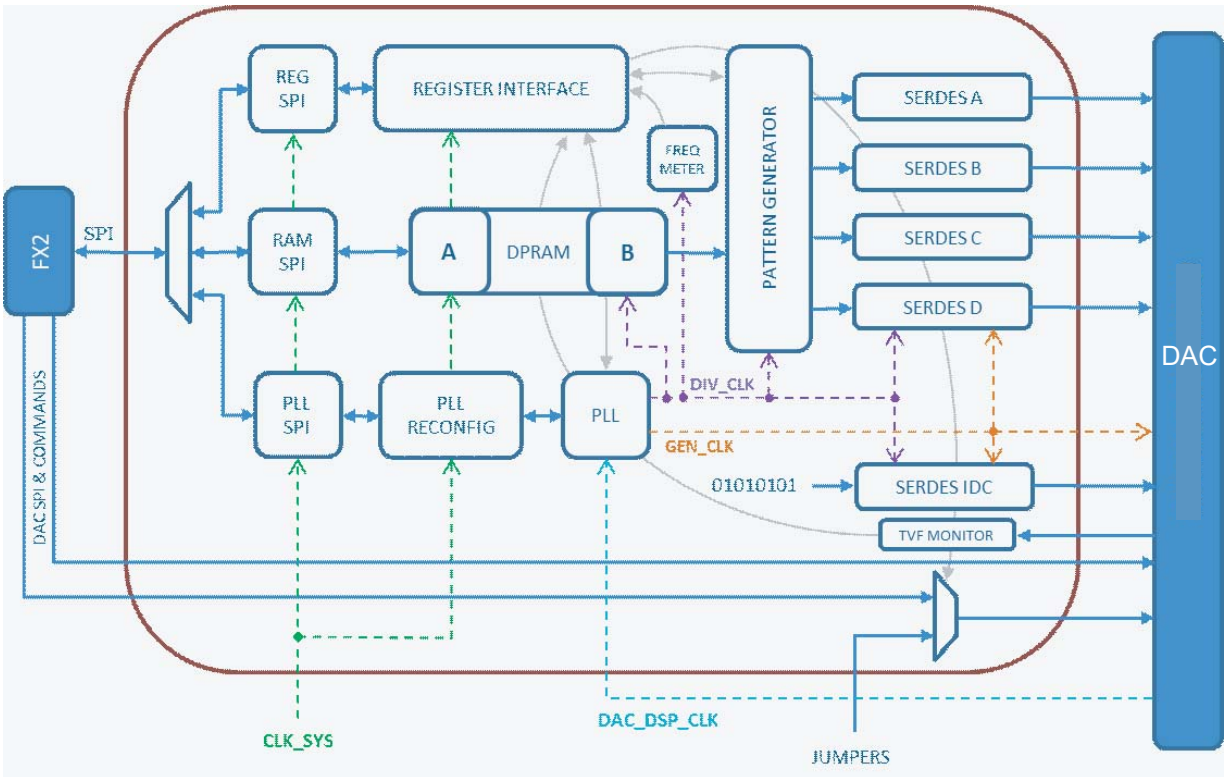 REG
SPI
REGISTER INTERFACE
FREQ
METER
PATTERN GENERATOR
SERDES A
SERDES B
SERDES C
SERDES D
FX2
SPI
RAM
SPI
A
DPRAM
B
DAC
DAC SPI & COMMANDS
PLL
SPI
PLL
RECONFIG
PLL
DIV_CLK
GEN_CLK
01010101
SERDES IDC
TVF MONITOR
DAC_DSP_CLK
CLK_SYS
JUMPERS